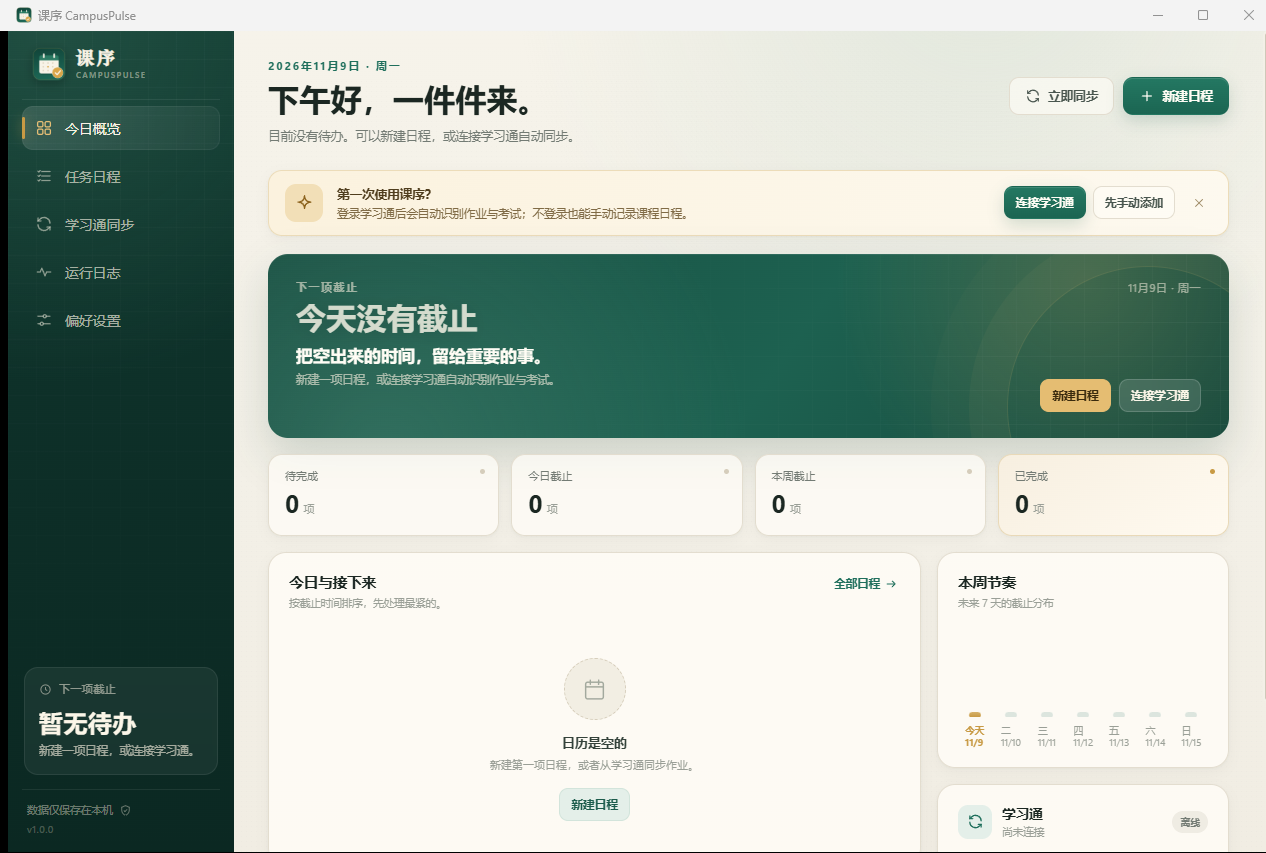 课序 CampusPulse
课序
CAMPUSPULSE
今日概览
任务日程
学习通同步
运行日志
偏好设置
下一项截止
暂无待办
新建一项日程，或连接学习通。
数据仅保存在本机
v1.0.0
2026年11月9日 · 周一
下午好，一件件来。
目前没有待办。可以新建日程，或连接学习通自动同步。
立即同步
新建日程
第一次使用课序？
登录学习通后会自动识别作业与考试；不登录也能手动记录课程日程。
连接学习通
先手动添加
下一项截止
11月9日 · 周一
今天没有截止
把空出来的时间，留给重要的事。
新建一项日程，或连接学习通自动识别作业与考试。
新建日程
连接学习通
待完成
0 项
今日截止
0 项
本周截止
0 项
已完成
0 项
今日与接下来
按截止时间排序，先处理最紧的。
全部日程 →
日历是空的
新建第一项日程，或者从学习通同步作业。
新建日程
本周节奏
未来 7 天的截止分布
今天 二 三 四 五 六 日
11/9 11/10 11/11 11/12 11/13 11/14 11/15
学习通
尚未连接
离线